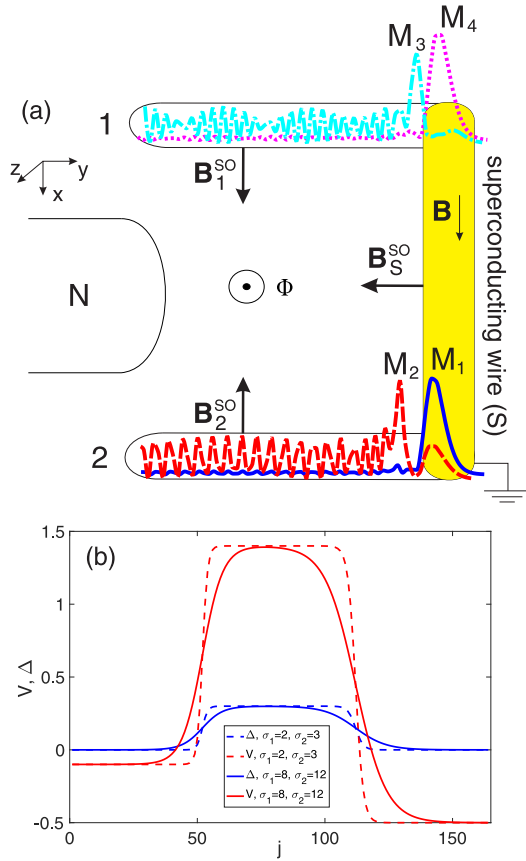 M₃ M₄
(a)
1
B₁ˢᴼ
z y
x
B
B_S^SO
superconducting wire (S)
N
Φ
M₂ M₁
B₂ˢᴼ
2
(b)
1.5
1
0.5
0
-0.5
V, Δ
Δ, σ₁=2, σ₂=3
V, σ₁=2, σ₂=3
Δ, σ₁=8, σ₂=12
V, σ₁=8, σ₂=12
0 50 100 150
j